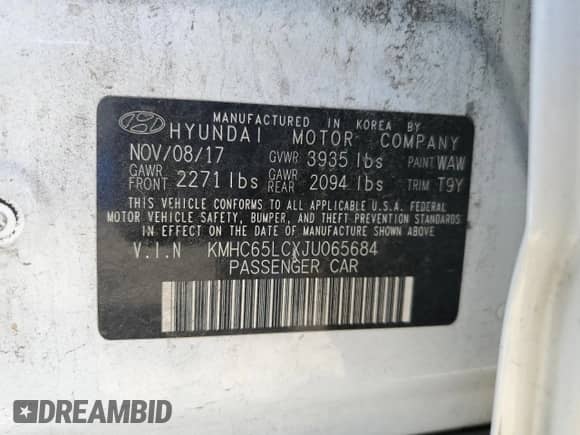 MANUFACTURED IN KOREA BY
HYUNDAI MOTOR COMPANY
NOV/08/17 GVWR 3935 lbs PAINT WAW
GAWR FRONT 2271 lbs GAWR REAR 2094 lbs TRIM T9Y
THIS VEHICLE CONFORMS TO ALL APPLICABLE U.S.A. FEDERAL
MOTOR VEHICLE SAFETY, BUMPER, AND THEFT PREVENTION STANDARDS
IN EFFECT ON THE DATE OF MANUFACTURE SHOWN ABOVE.
V.I.N KMHC65LCXJU065684
PASSENGER CAR
DREAMBID